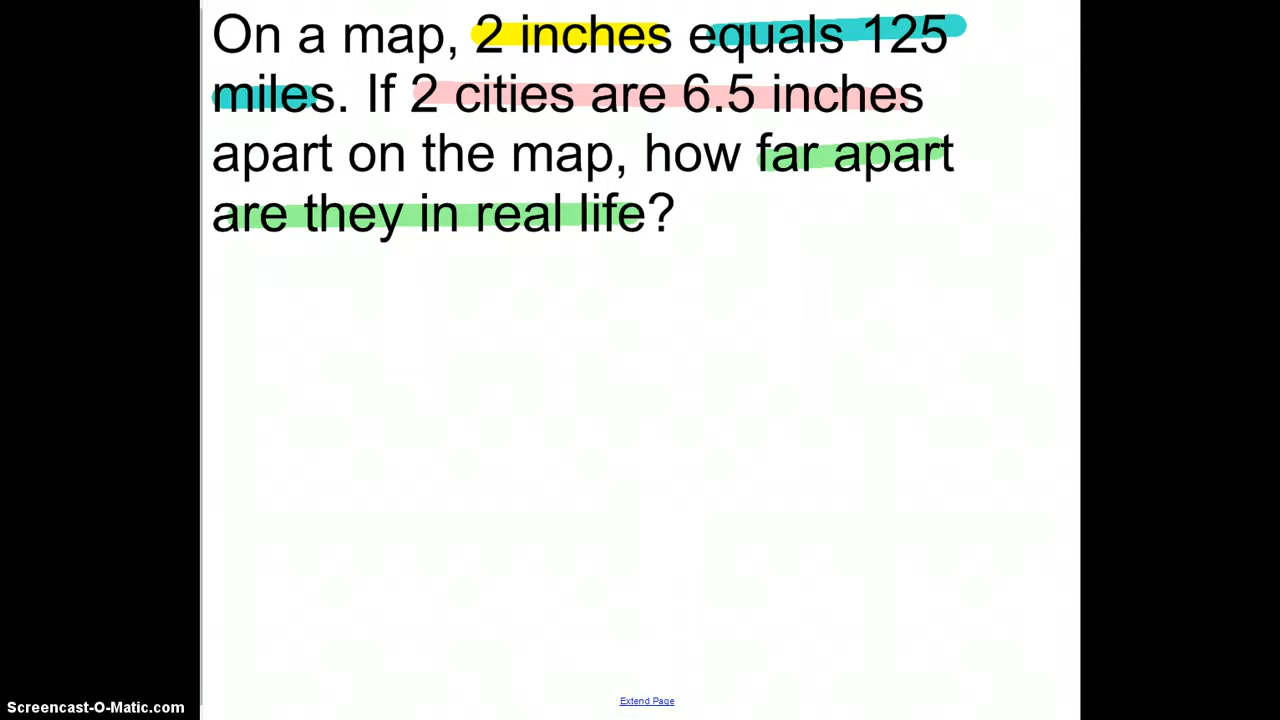 On a map, 2 inches equals 125
miles. If 2 cities are 6.5 inches
apart on the map, how far apart
are they in real life?
Extend Page
Screencast-O-Matic.com